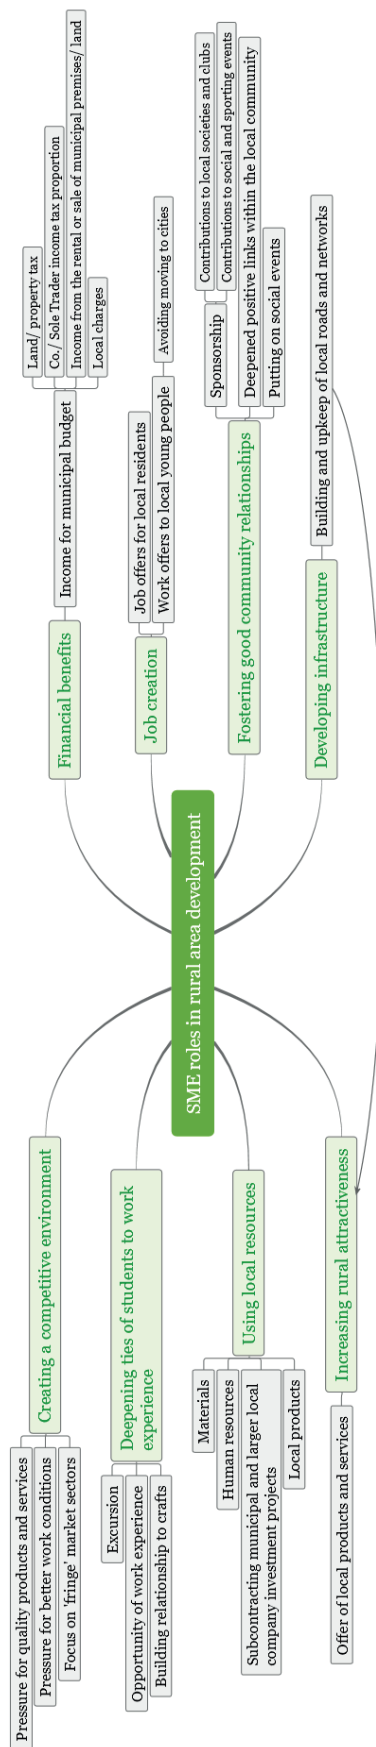 SME roles in rural area development
Financial benefits
Income for municipal budget
Land/ property tax
Co./ Sole Trader income tax proportion
Income from the rental or sale of municipal premises/ land
Local charges
Job creation
Job offers for local residents
Work offers to local young people
Avoiding moving to cities
Fostering good community relationships
Sponsorship
Contributions to local societies and clubs
Contributions to social and sporting events
Deepened positive links within the local community
Putting on social events
Developing infrastructure
Building and upkeep of local roads and networks
Creating a competitive environment
Pressure for quality products and services
Pressure for better work conditions
Focus on 'fringe' market sectors
Deepening ties of students to work
experience
Excursion
Opportunity of work experience
Building relationship to crafts
Using local resources
Materials
Human resources
Subcontracting municipal and larger local
company investment projects
Local products
Increasing rural attractiveness
Offer of local products and services